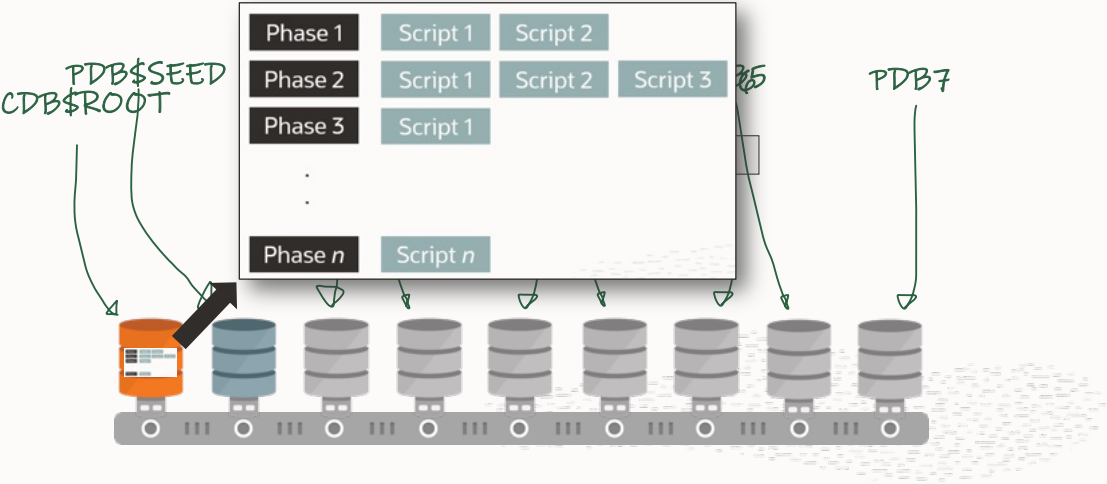 PDB$SEED
CDB$ROOT
Phase 1 Script 1 Script 2
Phase 2 Script 1 Script 2 Script 3
Phase 3 Script 1
.
.
Phase n Script n
PDB7